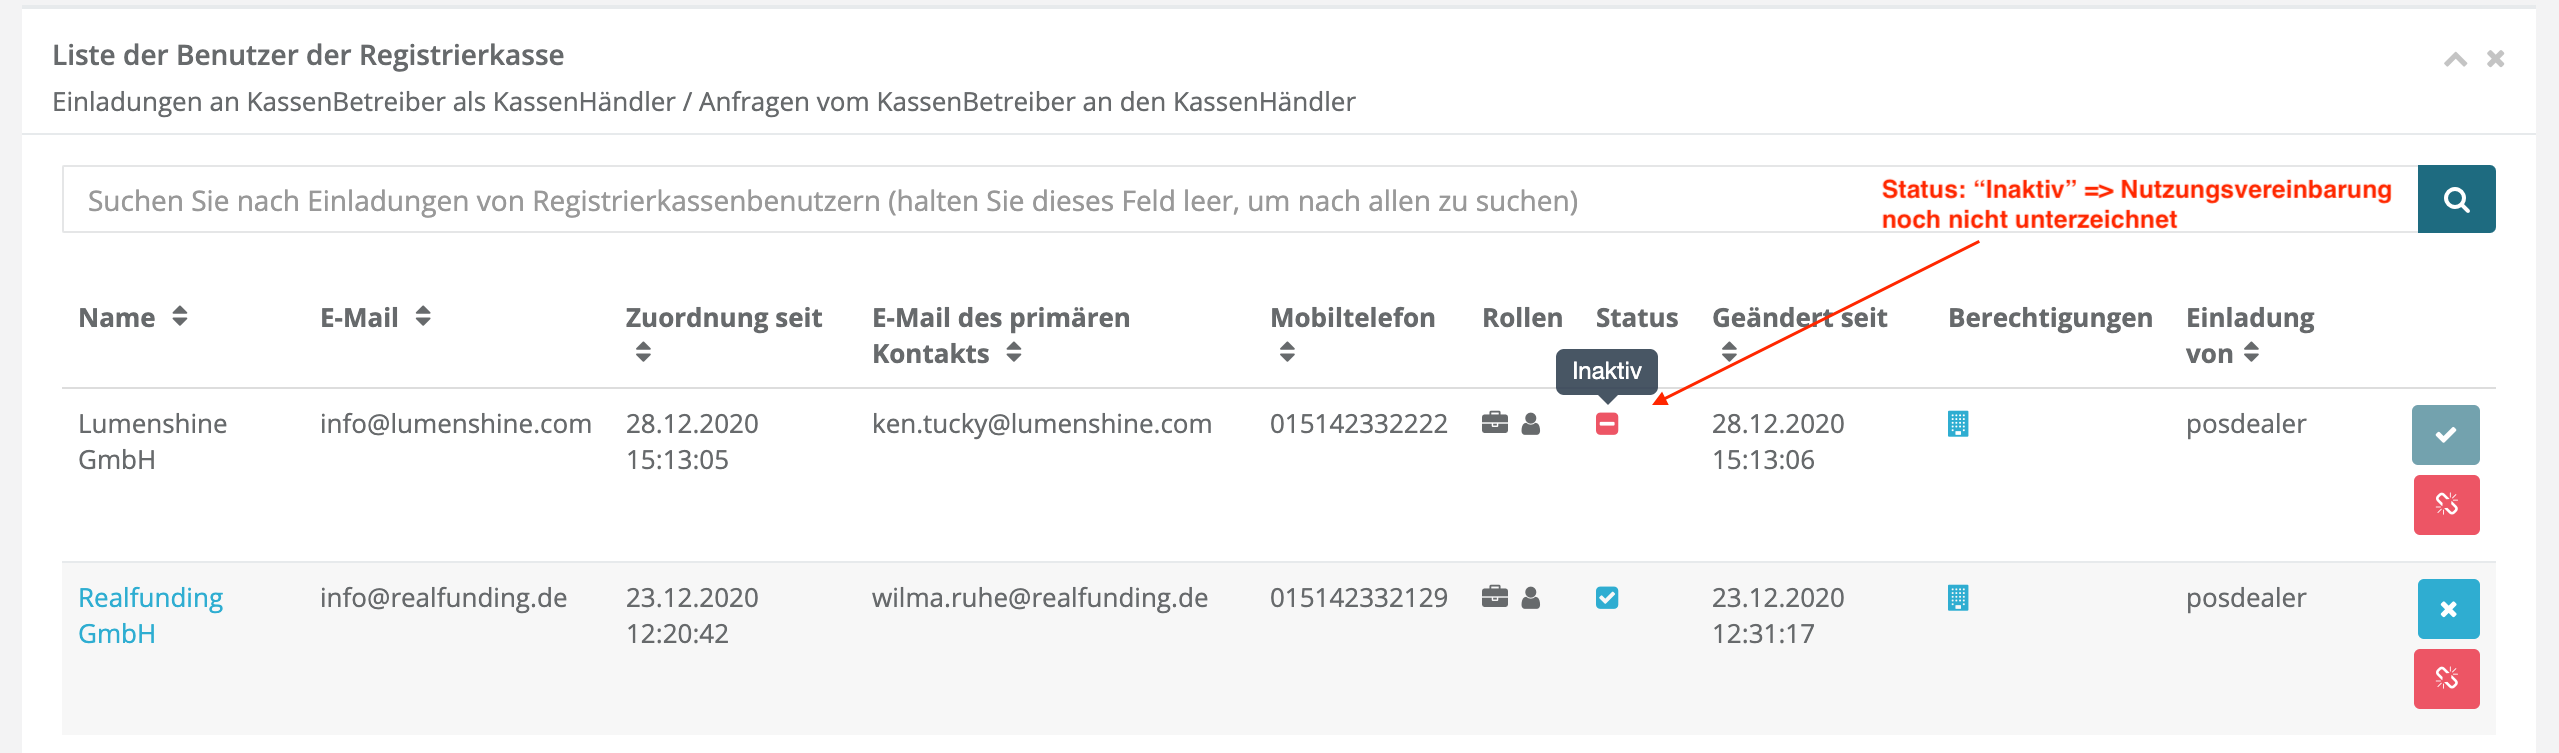 Liste der Benutzer der Registrierkasse
Einladungen an KassenBetreiber als KassenHändler / Anfragen vom KassenBetreiber an den KassenHändler
Suchen Sie nach Einladungen von Registrierkassenbenutzern (halten Sie dieses Feld leer, um nach allen zu suchen)
Status: “Inaktiv” => Nutzungsvereinbarung
noch nicht unterzeichnet
Name E-Mail Zuordnung seit E-Mail des primären Mobiltelefon Rollen Status Geändert seit Berechtigungen Einladung
Kontakts von
Inaktiv
Lumenshine info@lumenshine.com 28.12.2020 ken.tucky@lumenshine.com 015142332222 28.12.2020 posdealer
GmbH 15:13:05 15:13:06
Realfunding info@realfunding.de 23.12.2020 wilma.ruhe@realfunding.de 015142332129 23.12.2020 posdealer
GmbH 12:20:42 12:31:17